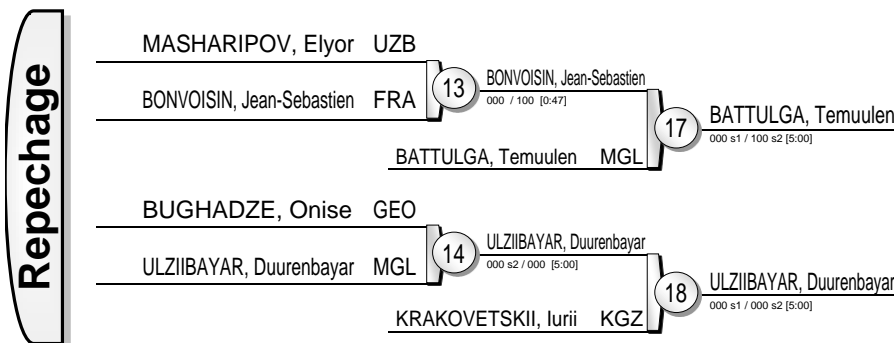 Repechage
MASHARIPOV, Elyor UZB
BONVOISIN, Jean-Sebastien FRA
13
BONVOISIN, Jean-Sebastien
000 / 100 [0:47]
BATTULGA, Temuulen MGL
17
BATTULGA, Temuulen
000 s1 / 100 s2 [5:00]
BUGHADZE, Onise GEO
ULZIIBAYAR, Duurenbayar MGL
14
ULZIIBAYAR, Duurenbayar
000 s2 / 000 [5:00]
KRAKOVETSKII, Iurii KGZ
18
ULZIIBAYAR, Duurenbayar
000 s1 / 000 s2 [5:00]